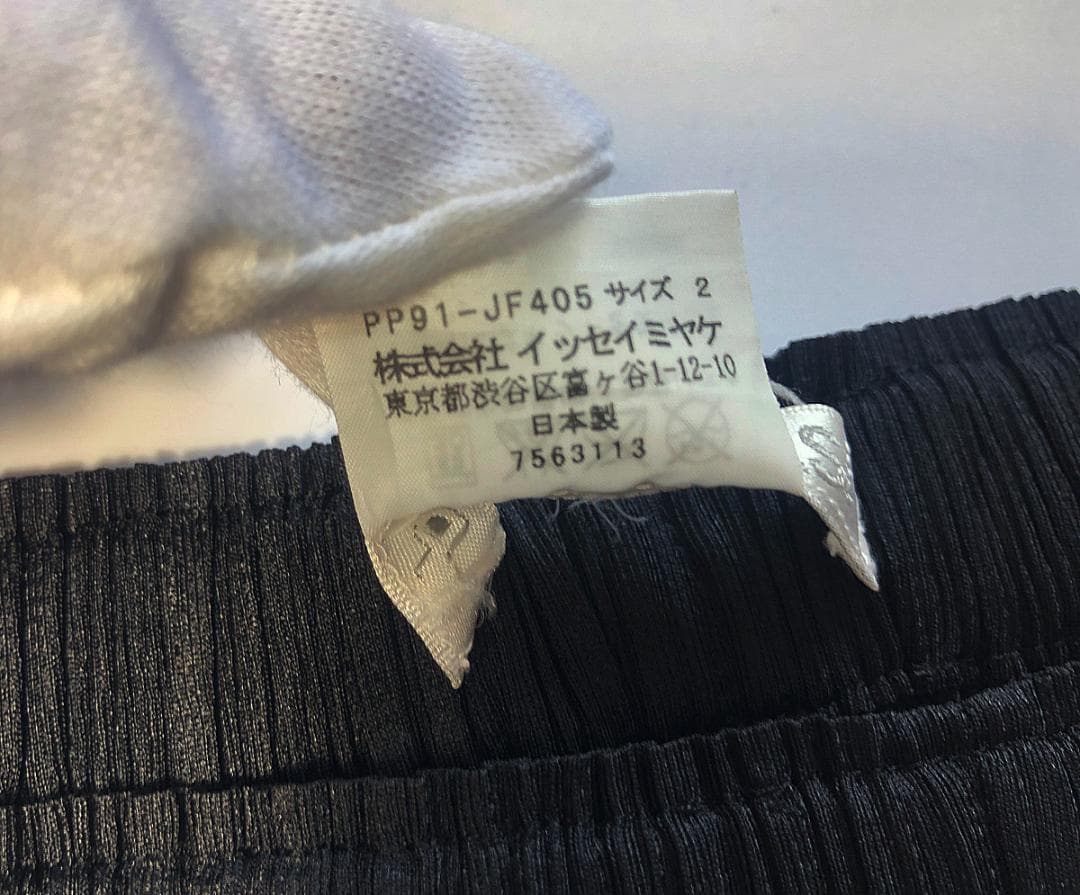 PP91-JF405 サイズ 2
株式会社 イッセイミヤケ
東京都渋谷区富ヶ谷1-12-10
日本製
7563113